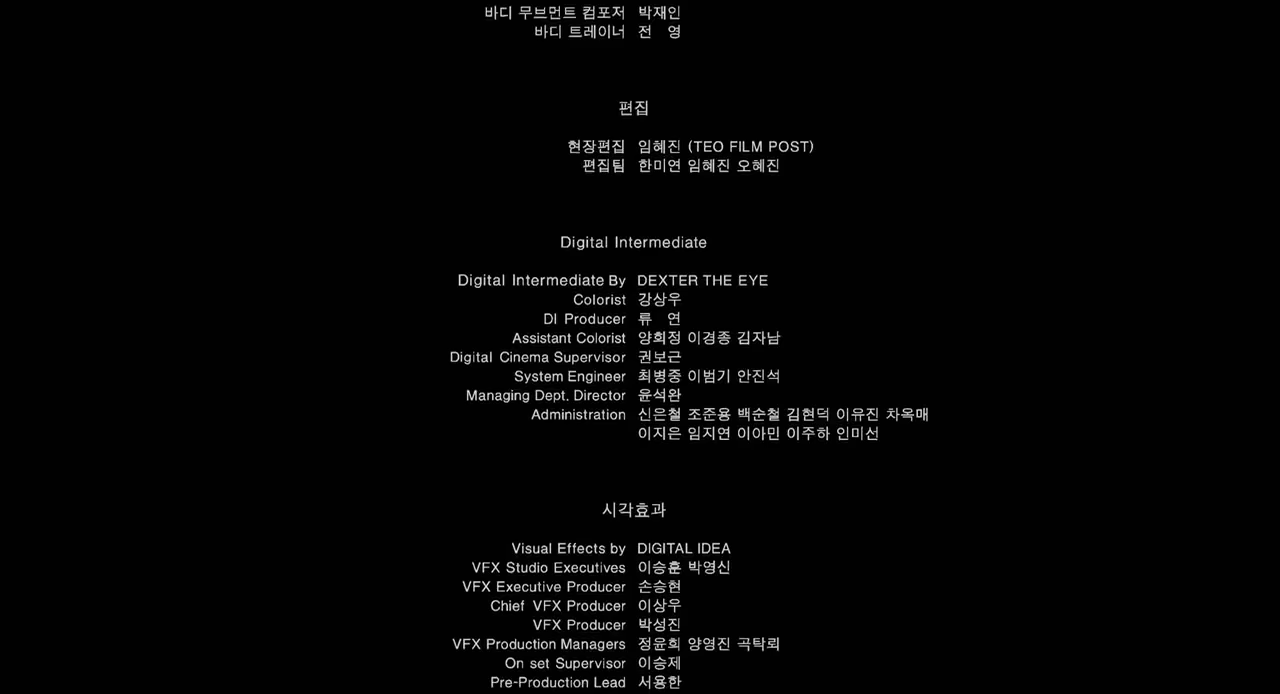 바디 무브먼트 컴포저 박재인
바디 트레이너 전 영
편집
현장편집 임혜진 (TEO FILM POST)
편집팀 한미연 임혜진 오혜진
Digital Intermediate
Digital Intermediate By DEXTER THE EYE
Colorist 강상우
DI Producer 류 연
Assistant Colorist 양희정 이경종 김자남
Digital Cinema Supervisor 권보근
System Engineer 최병중 이범기 안진석
Managing Dept. Director 윤석완
Administration 신은철 조준용 백순철 김현덕 이유진 차옥매
이지은 임지연 이아민 이주하 인미선
시각효과
Visual Effects by DIGITAL IDEA
VFX Studio Executives 이승훈 박영신
VFX Executive Producer 손승현
Chief VFX Producer 이상우
VFX Producer 박성진
VFX Production Managers 정윤희 양영진 곡탁뢰
On set Supervisor 이승제
Pre-Production Lead 서용한